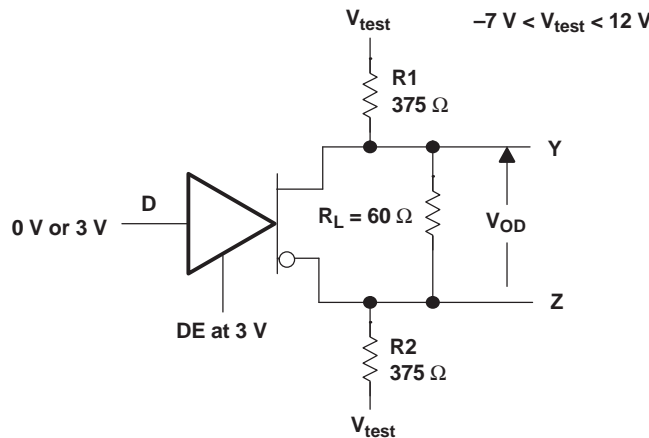 V_test
–7 V < V_test < 12 V
R1
375 Ω
Y
D
0 V or 3 V
R_L = 60 Ω
V_OD
Z
DE at 3 V
R2
375 Ω
V_test